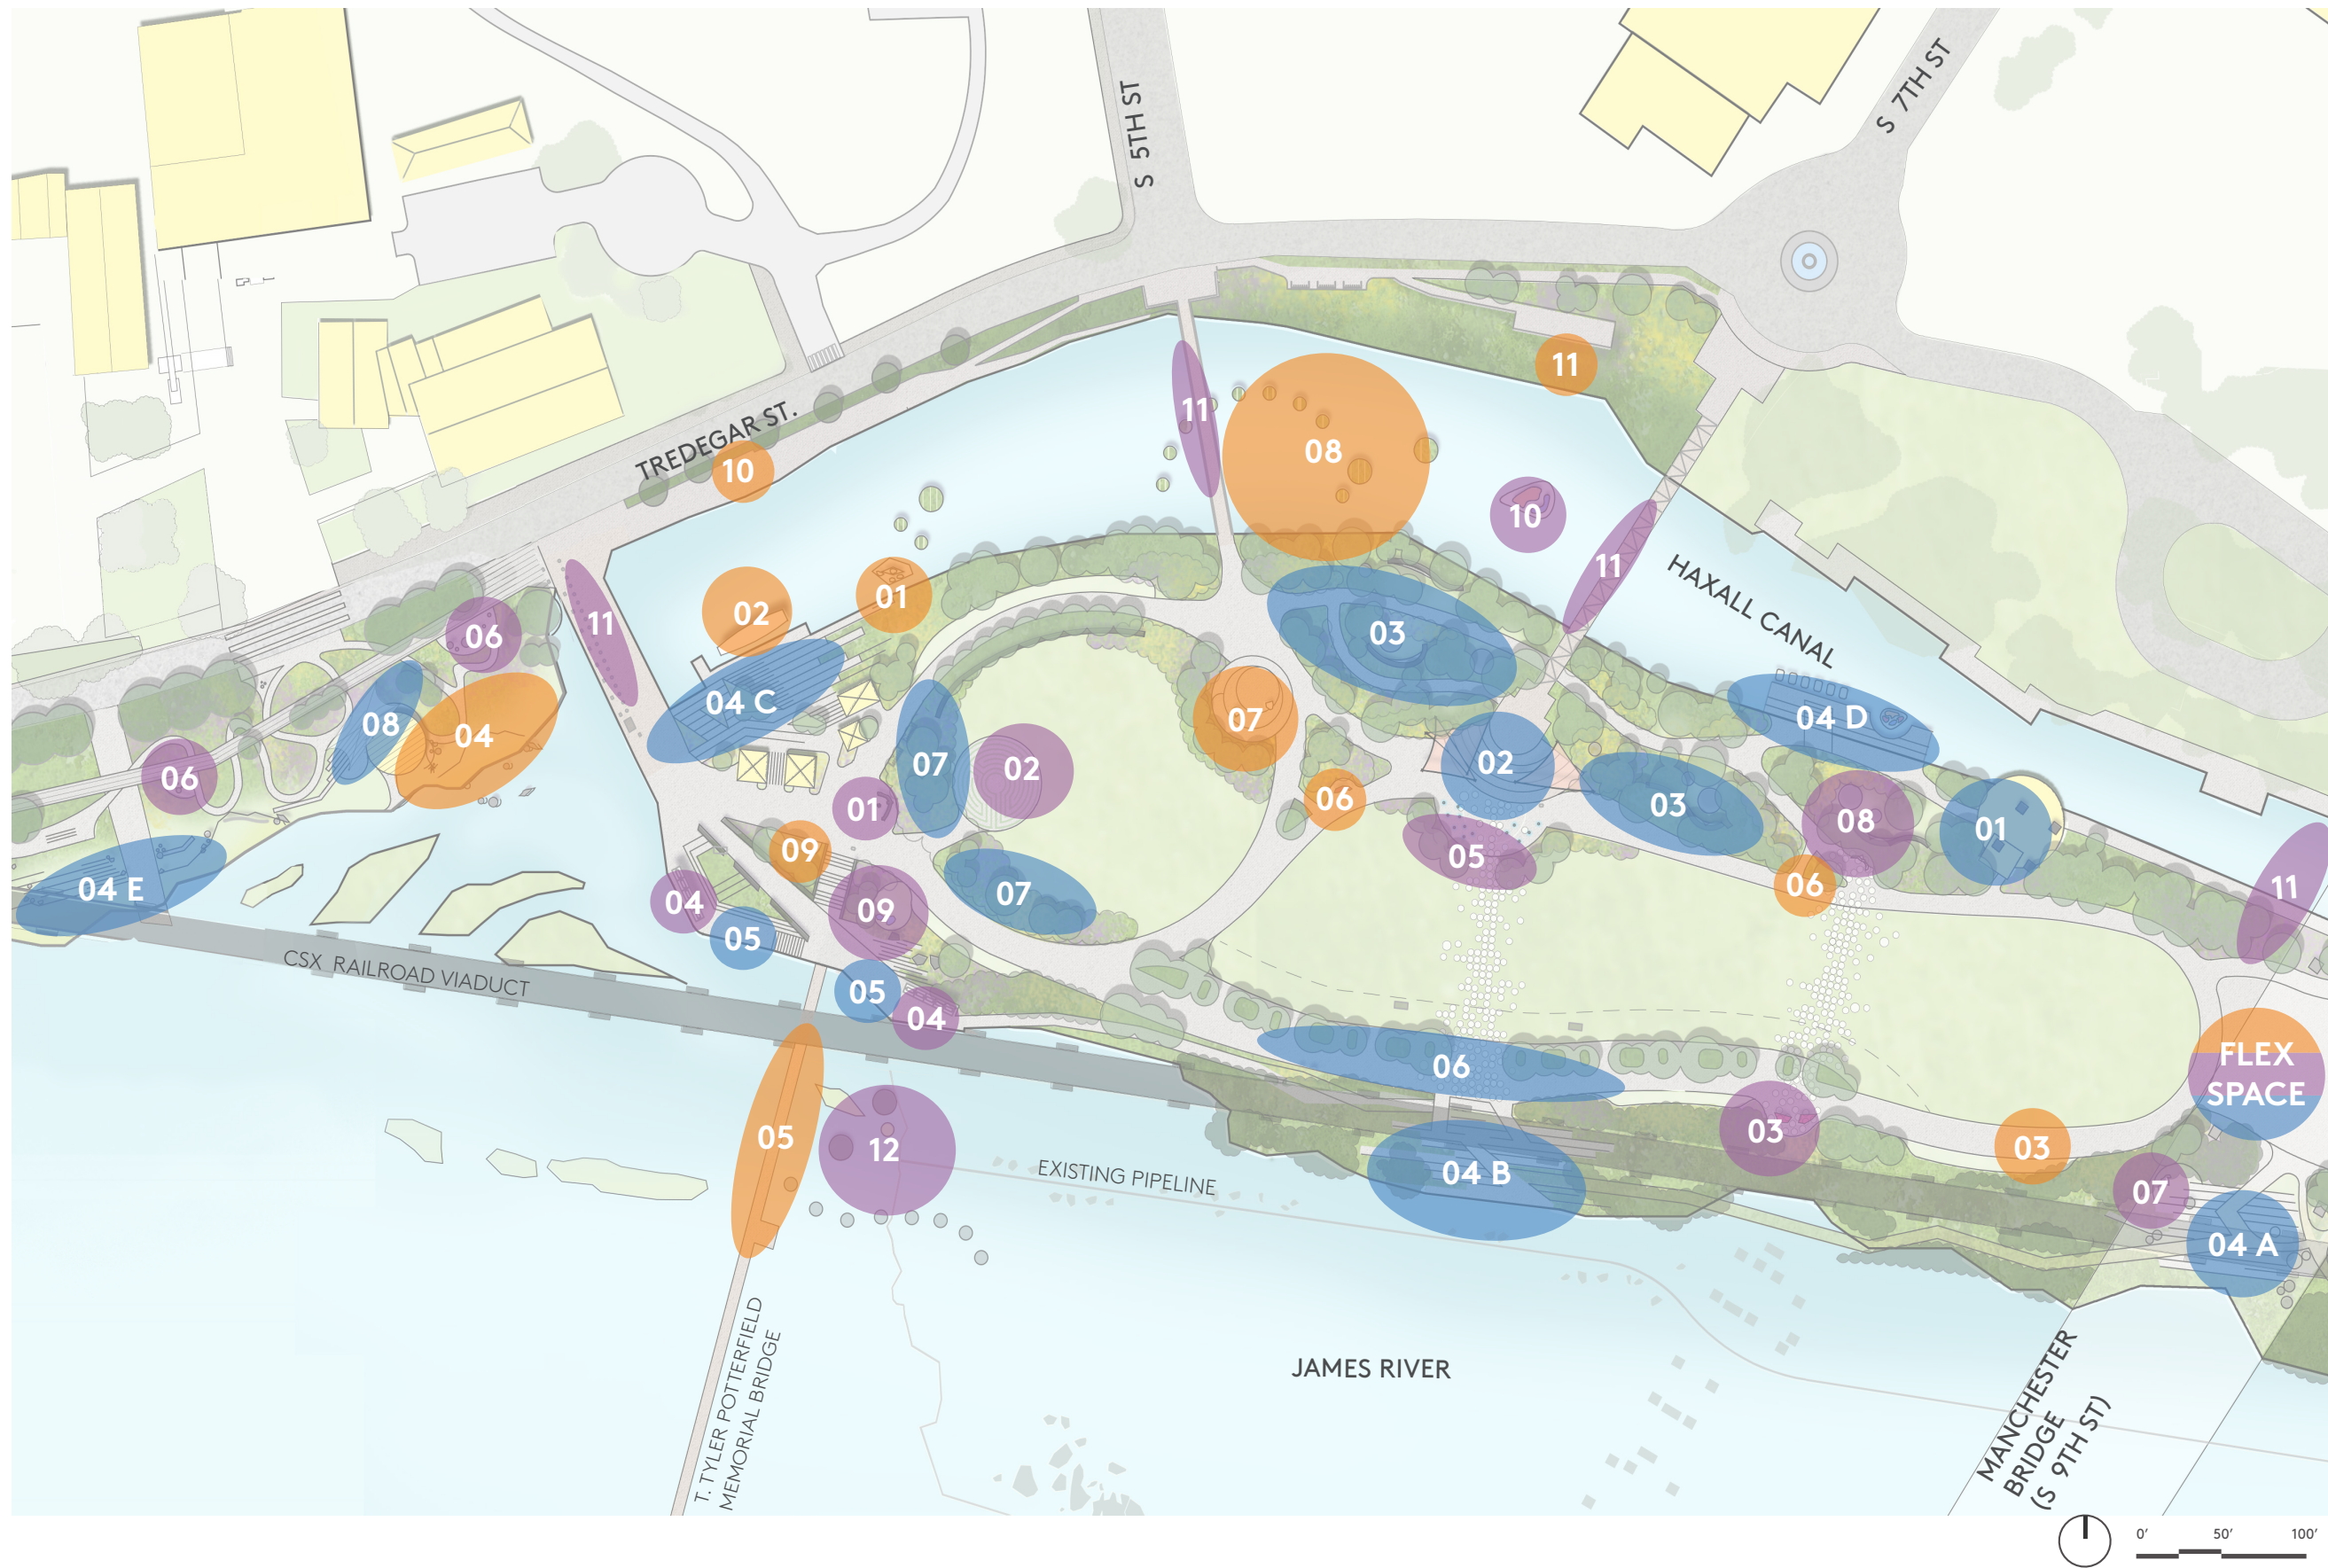 S 5TH ST
S 7TH ST
TREDEGAR ST.
10
11
11
08
10
11
HAXALL CANAL
11
02
01
06
03
04 C
04 D
08
04
07
02
07
02
06
01
06
03
08
01
05
09
06
11
04 E
04
09
07
05
05
04
CSX RAILROAD VIADUCT
06
FLEX
SPACE
05
12
03
03
04 B
EXISTING PIPELINE
07
04 A
T. TYLER POTTERFIELD
MEMORIAL BRIDGE
JAMES RIVER
MANCHESTER
BRIDGE
(S 9TH ST)
0' 50' 100'